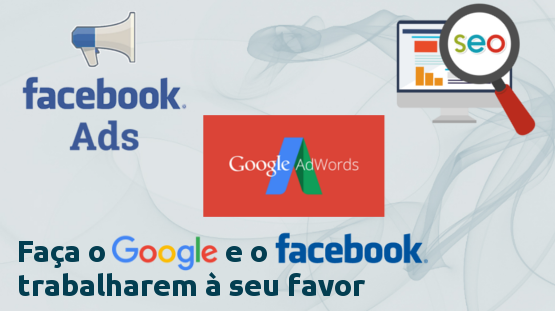 facebook.
Ads
seo
Google AdWords
Faça o Google e o facebook.
trabalharem à seu favor